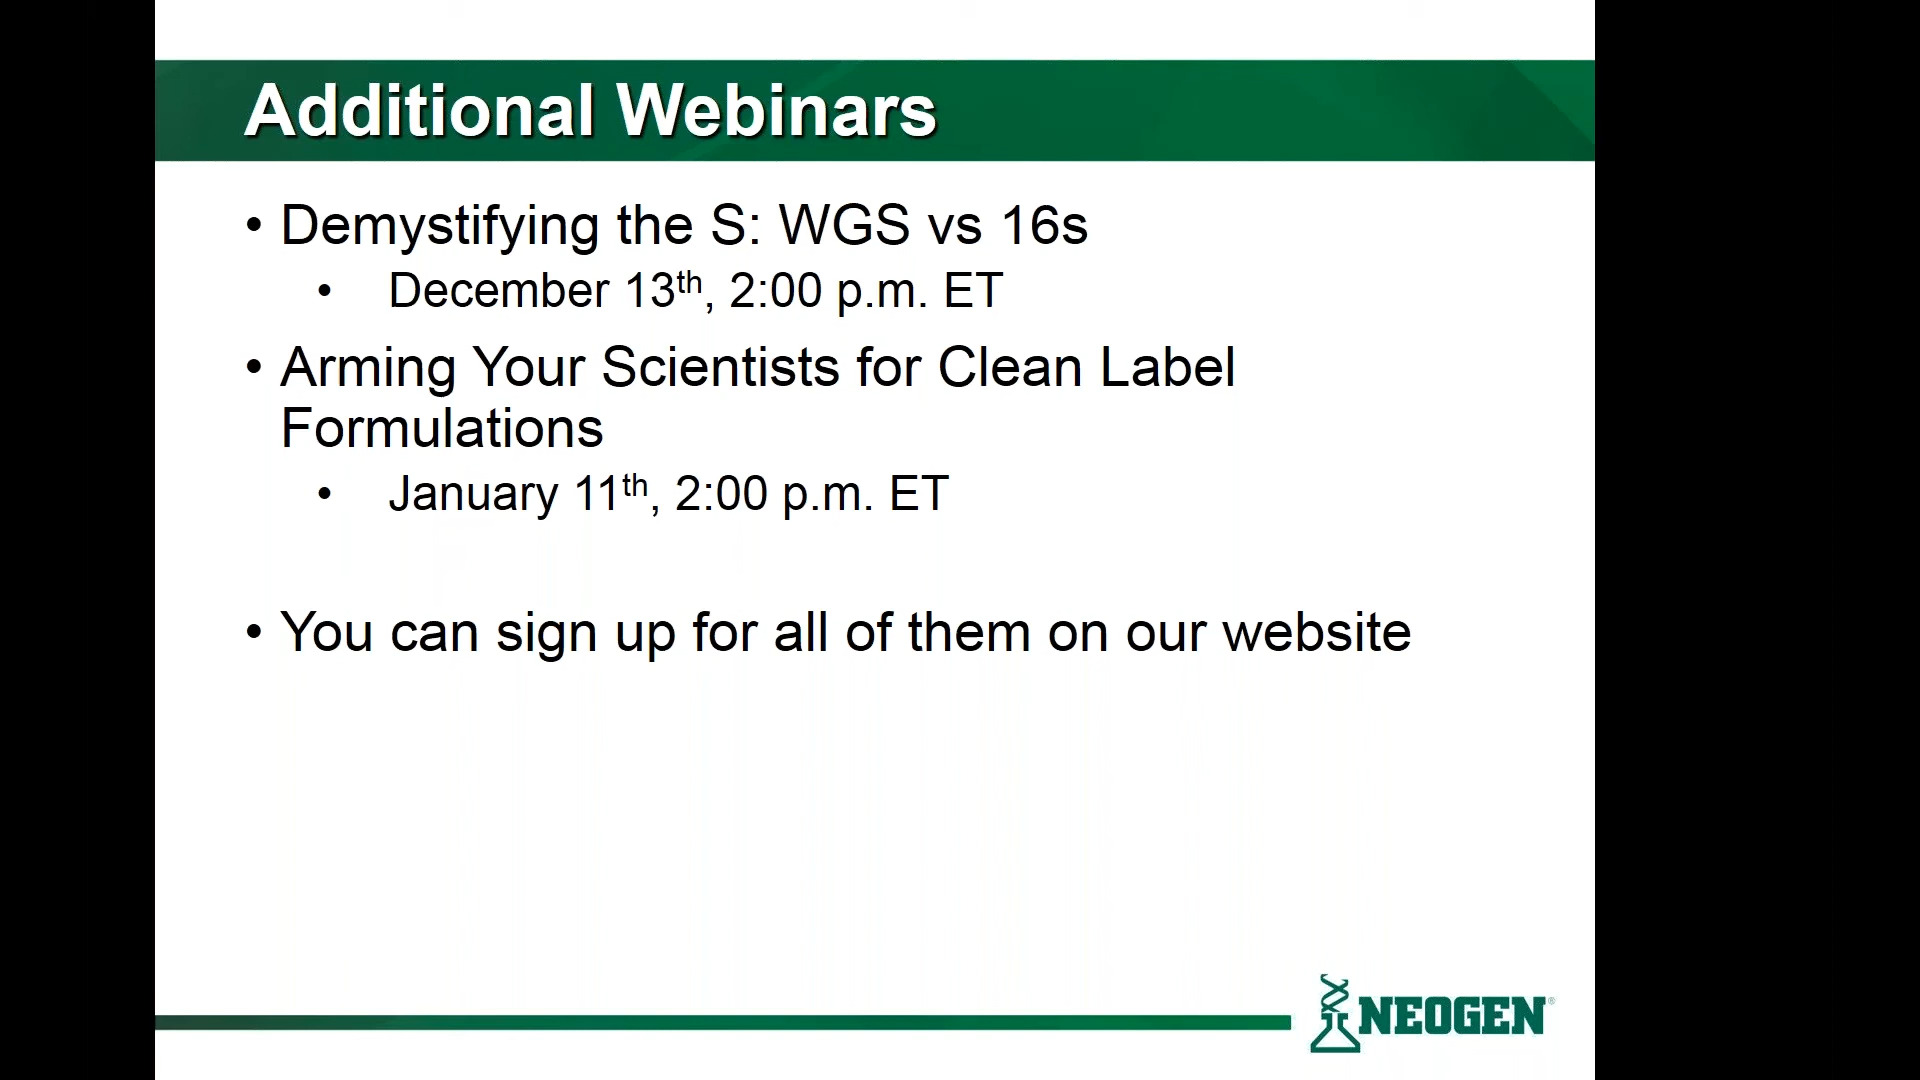 Additional Webinars
• Demystifying the S: WGS vs 16s
• December 13th, 2:00 p.m. ET
• Arming Your Scientists for Clean Label
Formulations
• January 11th, 2:00 p.m. ET
• You can sign up for all of them on our website
NEOGEN®